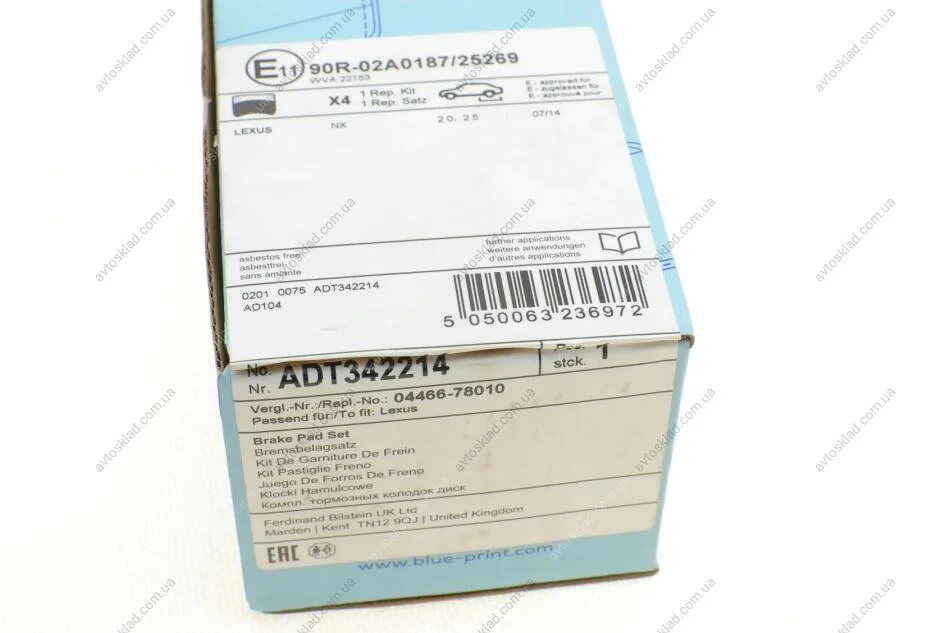 E11 90R-02A0187/25269
WVA 22153
X4 1 Rep. Kit
1 Rep. Satz
E - approved for
E - zugelassen für
E - approuvé pour
LEXUS NX 2.0, 2.5 07/14
asbestos free
asbestfrei
sans amiante
further applications
weitere anwendungen
d'autres applications
0201 0075 ADT342214
AD104
5 050063 236972
No.
Nr. ADT342214
stck. 1
Vergl.-Nr.:/Repl.-No.: 04466-78010
Passend für:/To fit: Lexus
Brake Pad Set
Bremsbelagsatz
Kit De Garniture De Frein
Kit Pastiglie Freno
Juego De Forros De Freno
Klocki Hamulcowe
Компл. тормозных колодок диск
Ferdinand Bilstein UK Ltd
Marden | Kent TN12 9QJ | United Kingdom
EAC
www.blue-print.com
avtosklad.com.ua